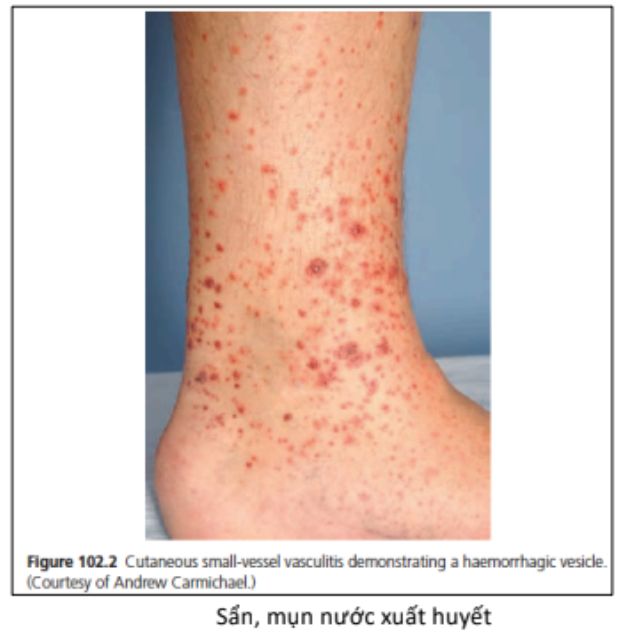 Figure 102.2 Cutaneous small-vessel vasculitis demonstrating a haemorrhagic vesicle.
(Courtesy of Andrew Carmichael.)
Sẩn, mụn nước xuất huyết